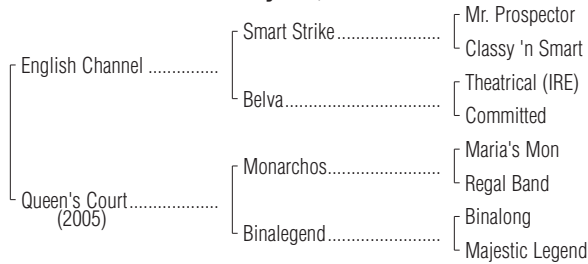 Mr. Prospector
Smart Strike..........................
Classy 'n Smart
English Channel ...............
Theatrical (IRE)
Belva.......................................
Committed
Maria's Mon
Monarchos............................
Regal Band
Queen's Court...................
(2005)
Binalong
Binalegend............................
Majestic Legend